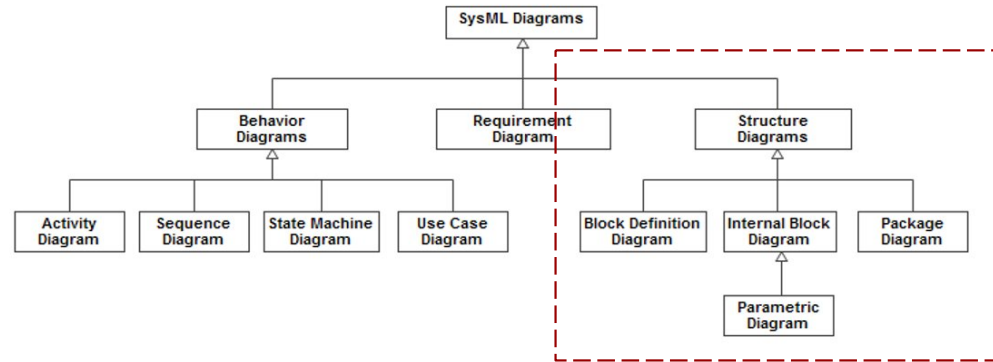 SysML Diagrams
Behavior
Diagrams
Requirement
Diagram
Structure
Diagrams
Activity
Diagram
Sequence
Diagram
State Machine
Diagram
Use Case
Diagram
Block Definition
Diagram
Internal Block
Diagram
Package
Diagram
Parametric
Diagram